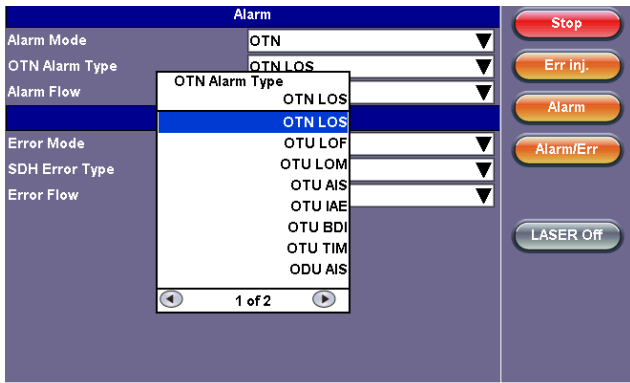 Alarm
Alarm Mode
OTN
OTN Alarm Type
OTN LOS
Alarm Flow
OTN Alarm Type
OTN LOS
OTN LOS
OTU LOF
OTU LOM
OTU AIS
OTU IAE
OTU BDI
OTU TIM
ODU AIS
1 of 2
Error Mode
SDH Error Type
Error Flow
Stop
Err inj.
Alarm
Alarm/Err
LASER Off